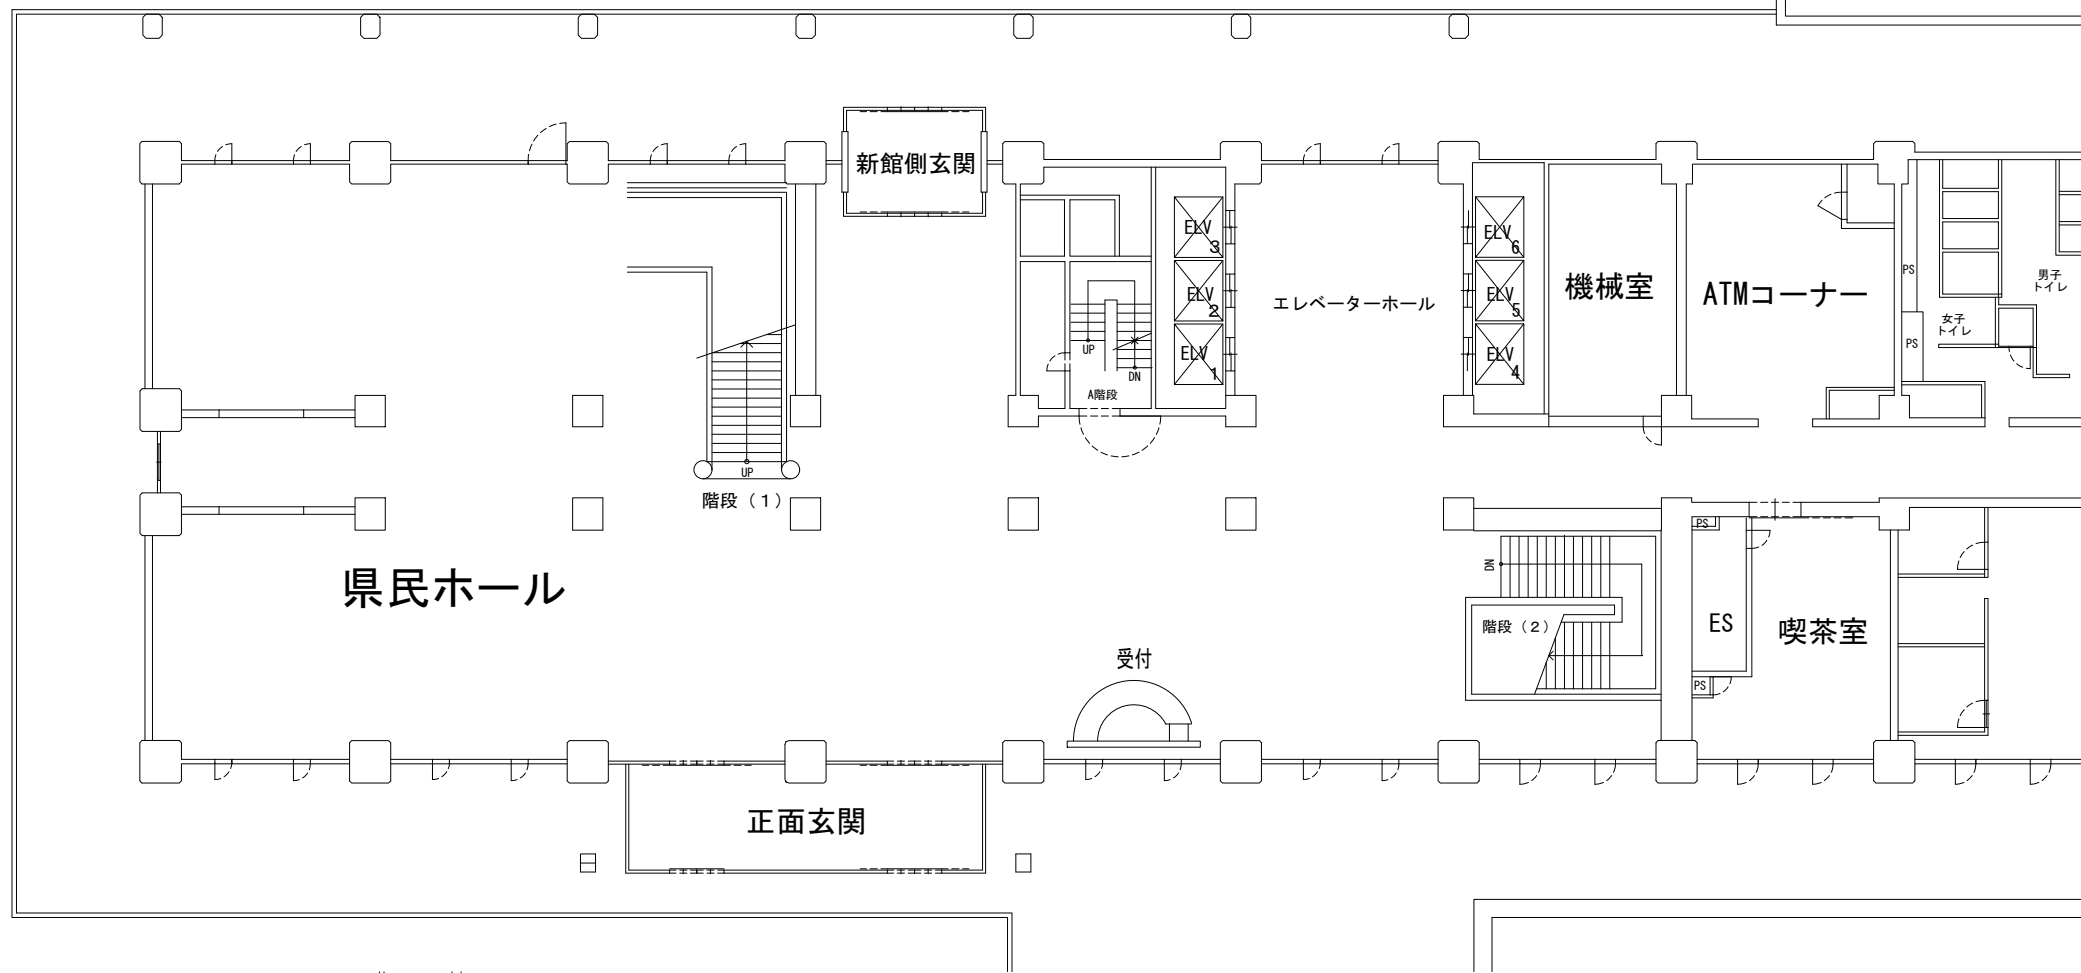 新館側玄関
ELV
3
ELV
2
ELV
1
エレベーターホール
ELV
6
ELV
5
ELV
4
機械室
ATMコーナー
PS
PS
男子
トイレ
女子
トイレ
UP
DN
A階段
UP
階段(1)
県民ホール
受付
DN
階段(2)
PS
ES
PS
喫茶室
正面玄関